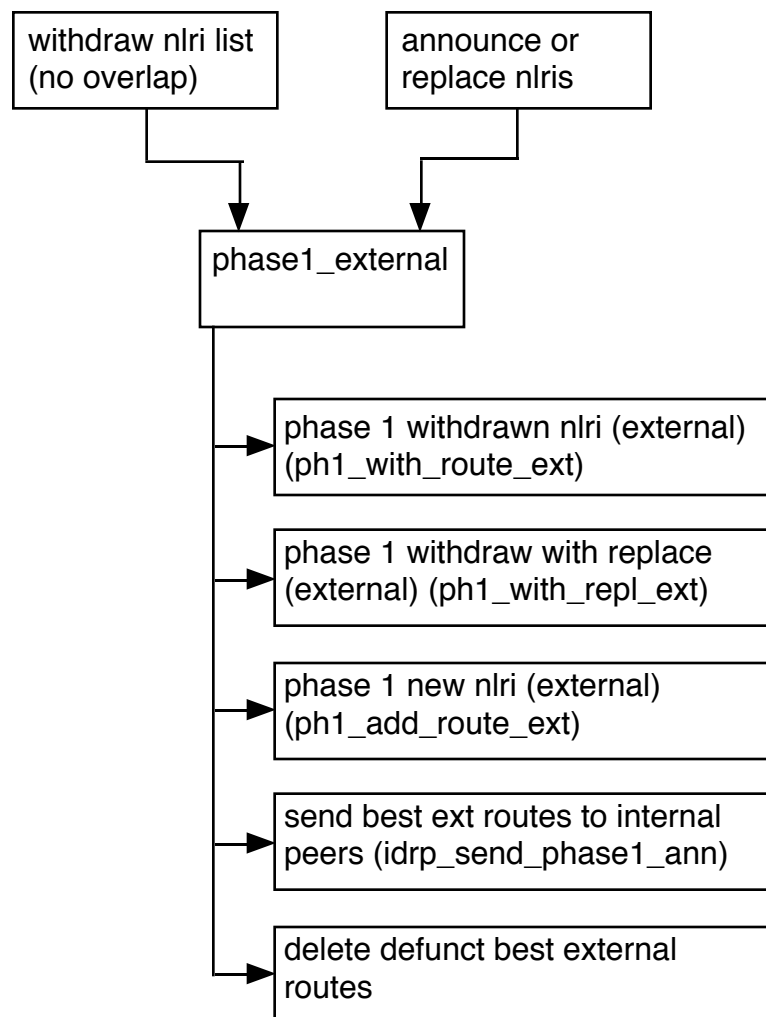 withdraw nlri list
(no overlap)
announce or
replace nlris
phase1_external
phase 1 withdrawn nlri (external)
(ph1_with_route_ext)
phase 1 withdraw with replace
(external) (ph1_with_repl_ext)
phase 1 new nlri (external)
(ph1_add_route_ext)
send best ext routes to internal
peers (idrp_send_phase1_ann)
delete defunct best external
routes